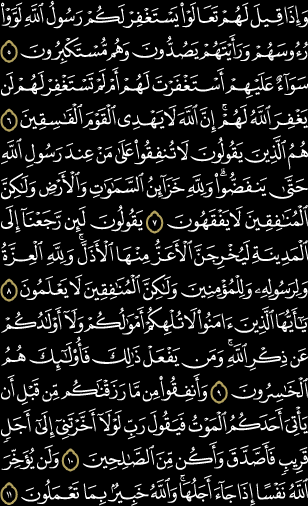 وَإِذَا قِيلَ لَهُمْ تَعَالَوْا۟ يَسْتَغْفِرْ لَكُمْ رَسُولُ ٱللَّهِ لَوَّوْا۟
رُءُوسَهُمْ وَرَأَيْتَهُمْ يَصُدُّونَ وَهُم مُّسْتَكْبِرُونَ ٥
سَوَآءٌ عَلَيْهِمْ أَسْتَغْفَرْتَ لَهُمْ أَمْ لَمْ تَسْتَغْفِرْ لَهُمْ لَن
يَغْفِرَ ٱللَّهُ لَهُمْ ۚ إِنَّ ٱللَّهَ لَا يَهْدِى ٱلْقَوْمَ ٱلْفَـٰسِقِينَ ٦
هُمُ ٱلَّذِينَ يَقُولُونَ لَا تُنفِقُوا۟ عَلَىٰ مَنْ عِندَ رَسُولِ ٱللَّهِ
حَتَّىٰ يَنفَضُّوا۟ ۗ وَلِلَّهِ خَزَآئِنُ ٱلسَّمَـٰوَٰتِ وَٱلْأَرْضِ وَلَـٰكِنَّ
ٱلْمُنَـٰفِقِينَ لَا يَفْقَهُونَ ٧ يَقُولُونَ لَئِن رَّجَعْنَآ إِلَى
ٱلْمَدِينَةِ لَيُخْرِجَنَّ ٱلْأَعَزُّ مِنْهَا ٱلْأَذَلَّ ۚ وَلِلَّهِ ٱلْعِزَّةُ
وَلِرَسُولِهِۦ وَلِلْمُؤْمِنِينَ وَلَـٰكِنَّ ٱلْمُنَـٰفِقِينَ لَا يَعْلَمُونَ ٨
يَـٰٓأَيُّهَا ٱلَّذِينَ ءَامَنُوا۟ لَا تُلْهِكُمْ أَمْوَٰلُكُمْ وَلَآ أَوْلَـٰدُكُمْ
عَن ذِكْرِ ٱللَّهِ ۚ وَمَن يَفْعَلْ ذَٰلِكَ فَأُو۟لَـٰٓئِكَ هُمُ
ٱلْخَـٰسِرُونَ ٩ وَأَنفِقُوا۟ مِن مَّا رَزَقْنَـٰكُم مِّن قَبْلِ أَن
يَأْتِىَ أَحَدَكُمُ ٱلْمَوْتُ فَيَقُولَ رَبِّ لَوْلَآ أَخَّرْتَنِىٓ إِلَىٰٓ أَجَلٍ
قَرِيبٍ فَأَصَّدَّقَ وَأَكُن مِّنَ ٱلصَّـٰلِحِينَ ١٠ وَلَن يُؤَخِّرَ
ٱللَّهُ نَفْسًا إِذَا جَآءَ أَجَلُهَا ۚ وَٱللَّهُ خَبِيرٌۢ بِمَا تَعْمَلُونَ ١١